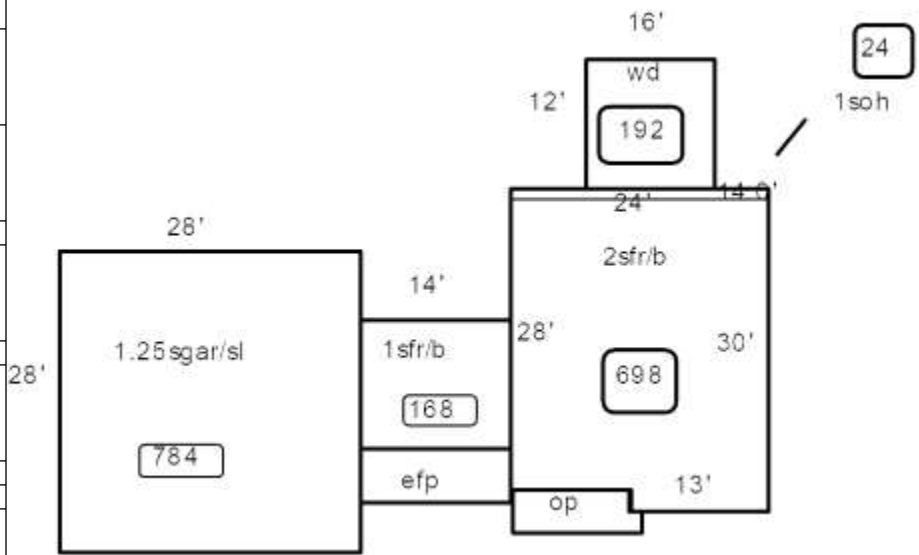 16'
24
wd
12'
1soh
192
14 0'
24'
28'
2sfr/b
14'
28'
30'
1.25sgar/sl
1sfr/b
28'
698
168
784
13'
efp
op